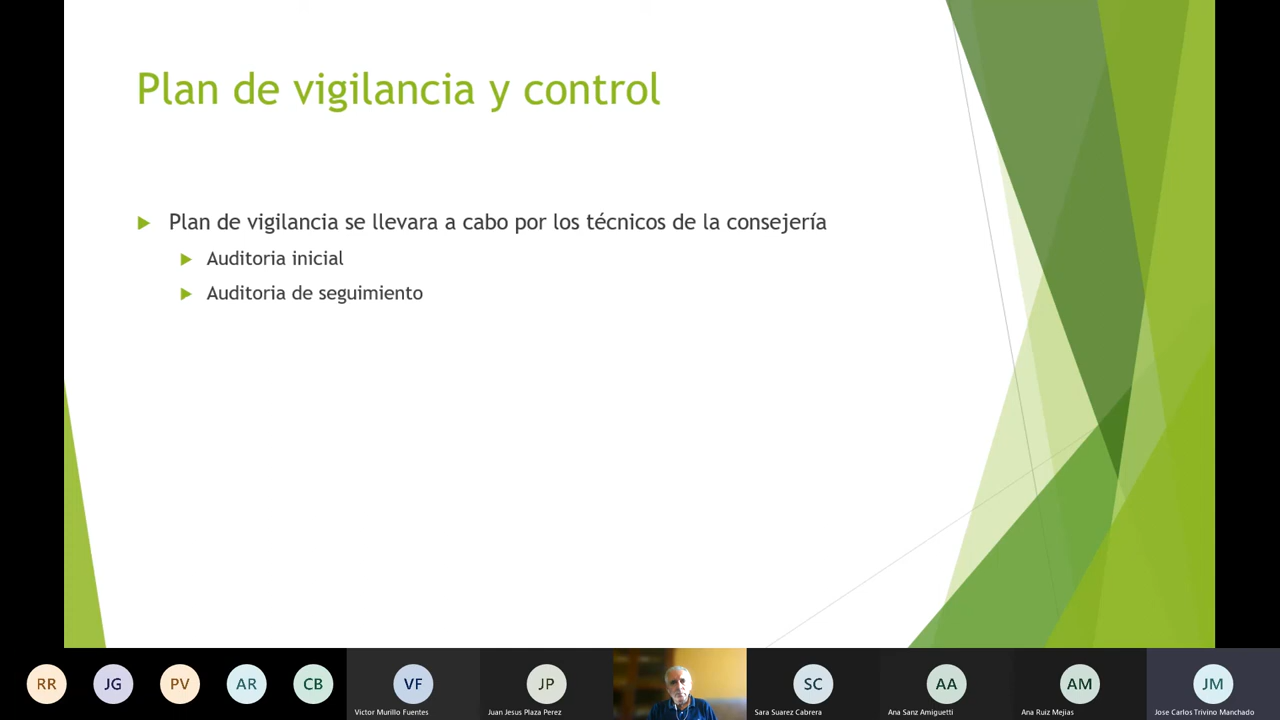 Plan de vigilancia y control
Plan de vigilancia se llevara a cabo por los técnicos de la consejería
Auditoria inicial
Auditoria de seguimiento
RR
JG
PV
AR
CB
VF
JP
SC
AA
AM
JM
Victor Murillo Fuentes
Juan Jesus Plaza Perez
Sara Suarez Cabrera
Ana Sanz Amiguetti
Ana Ruiz Mejias
Jose Carlos Trivino Manchado